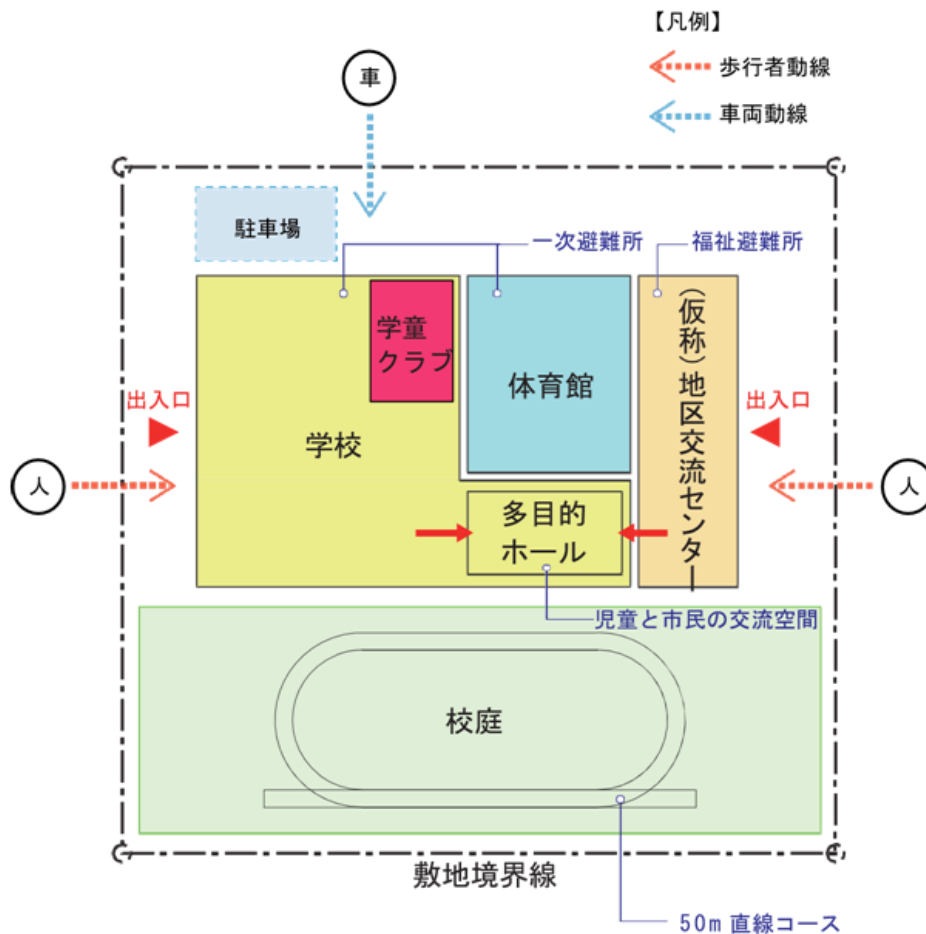 【凡例】
歩行者動線
車両動線
車
駐車場
一次避難所
福祉避難所
学童
クラブ
体育館
（仮称）地区交流センター
出入口
出入口
学校
人
人
多目的
ホール
児童と市民の交流空間
校庭
敷地境界線
50m 直線コース